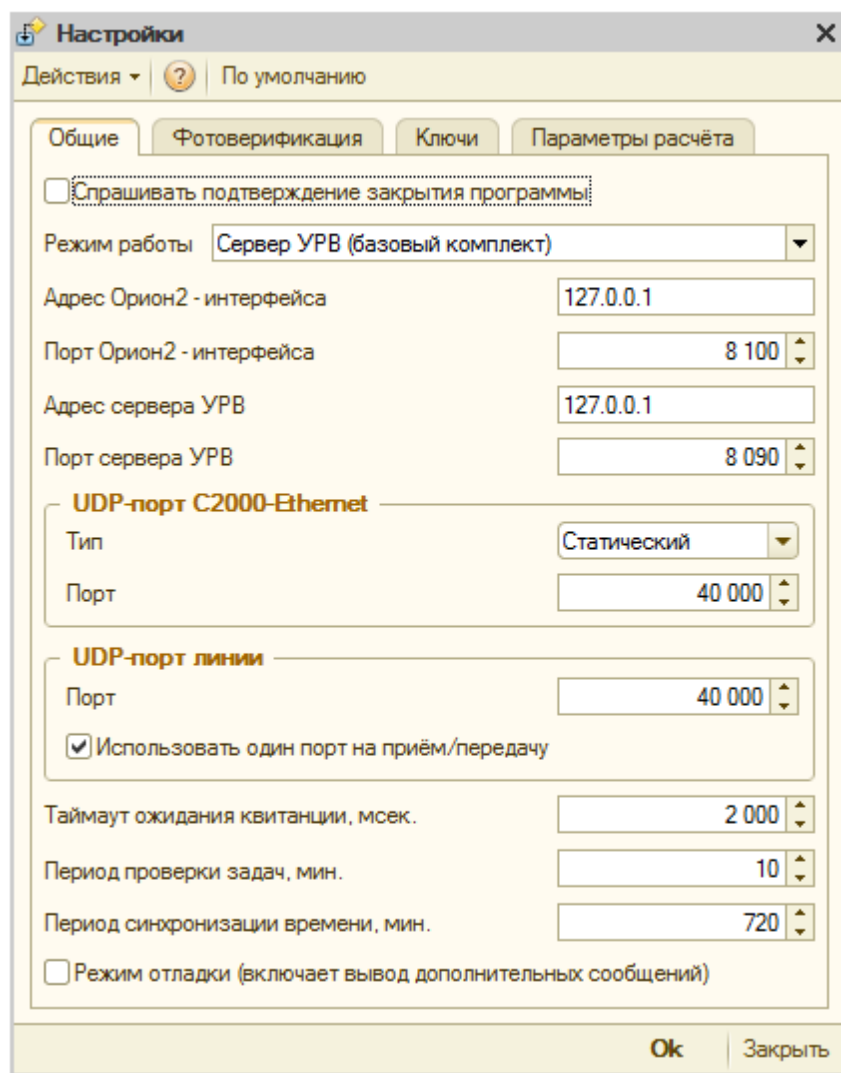 Настройки
Действия ? По умолчанию
Общие Фотоверификация Ключи Параметры расчёта
Спрашивать подтверждение закрытия программы
Режим работы Сервер УРВ (базовый комплект)
Адрес Орион2 - интерфейса 127.0.0.1
Порт Орион2 - интерфейса 8 100
Адрес сервера УРВ 127.0.0.1
Порт сервера УРВ 8 090
UDP-порт C2000-Ethernet
Тип Статический
Порт 40 000
UDP-порт линии
Порт 40 000
Использовать один порт на приём/передачу
Таймаут ожидания квитанции, мсек. 2 000
Период проверки задач, мин. 10
Период синхронизации времени, мин. 720
Режим отладки (включает вывод дополнительных сообщений)
Ok Закрыть